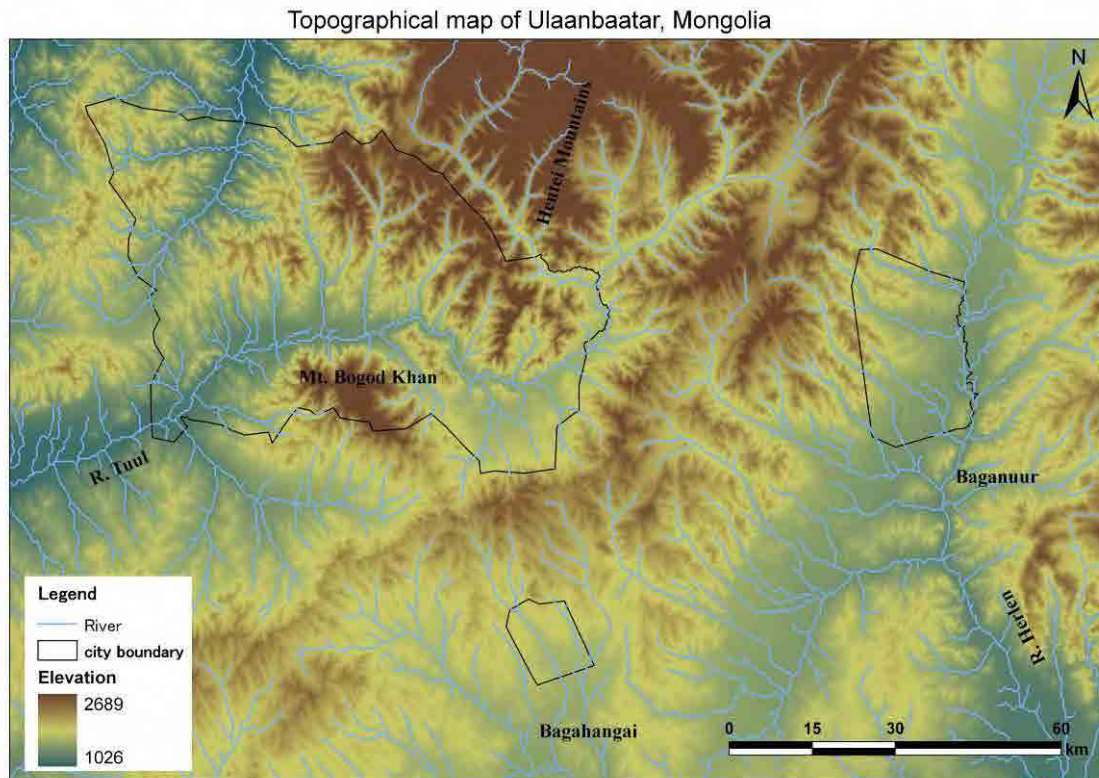 Topographical map of Ulaanbaatar, Mongolia
N
Hentei Mountains
Mt. Bogod Khan
R. Tuul
Baganuur
R. Herlen
Bagahangai
Legend
River
city boundary
Elevation
2689
1026
0 15 30 60
km